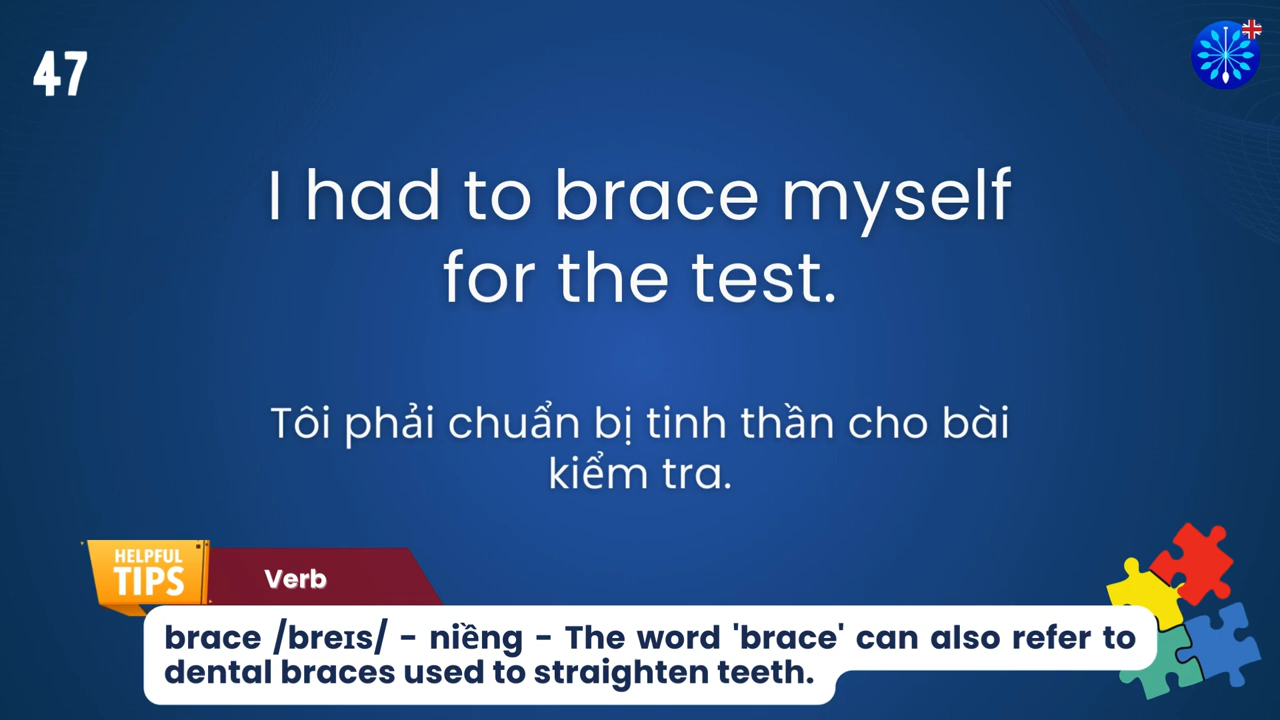 47
I had to brace myself
for the test.
Tôi phải chuẩn bị tinh thần cho bài
kiểm tra.
HELPFUL
TIPS
Verb
brace /breɪs/ - niềng - The word 'brace' can also refer to
dental braces used to straighten teeth.